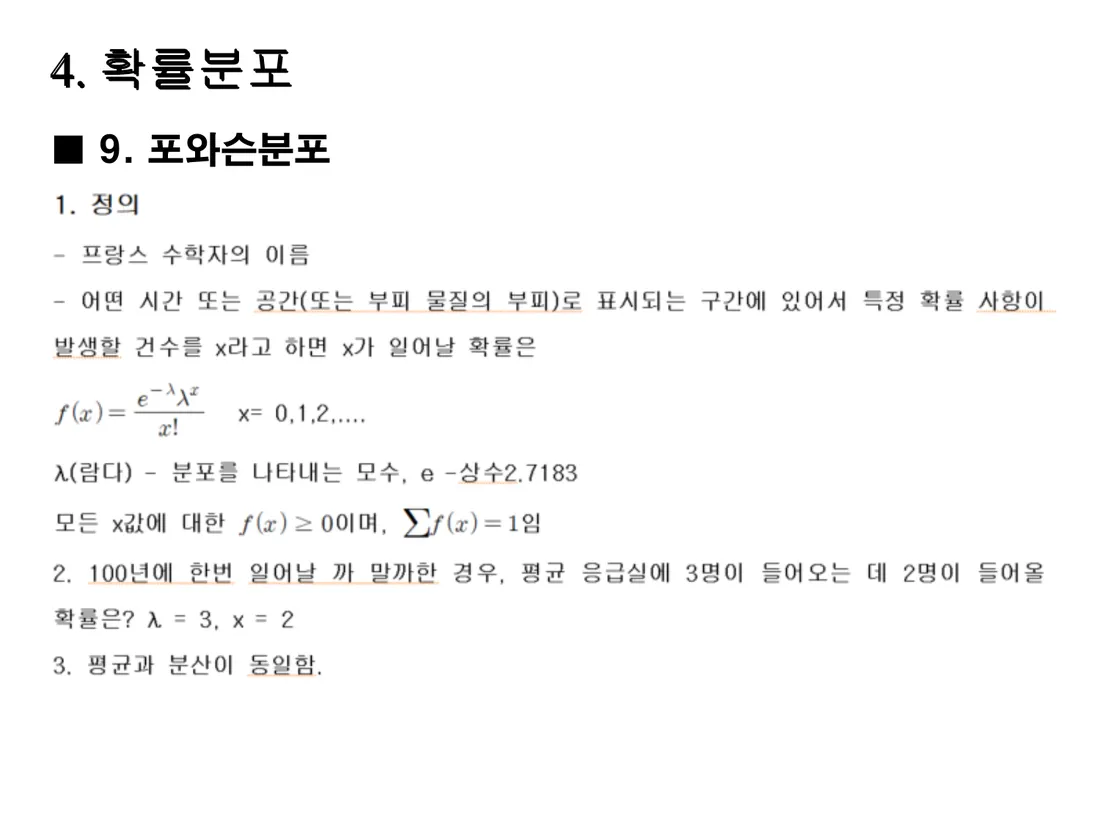 4. 확률분포
■ 9. 포와슨분포
1. 정의
- 프랑스 수학자의 이름
- 어떤 시간 또는 공간(또는 부피 물질의 부피)로 표시되는 구간에 있어서 특정 확률 사항이
발생할 건수를 x라고 하면 x가 일어날 확률은
f(x) = e^{-λ}λ^x / x!   x= 0,1,2,....
λ(람다) - 분포를 나타내는 모수, e -상수2.7183
모든 x값에 대한 f(x) ≥ 0이며, ∑f(x) = 1임
2. 100년에 한번 일어날 까 말까한 경우, 평균 응급실에 3명이 들어오는 데 2명이 들어올
확률은? λ = 3, x = 2
3. 평균과 분산이 동일함.